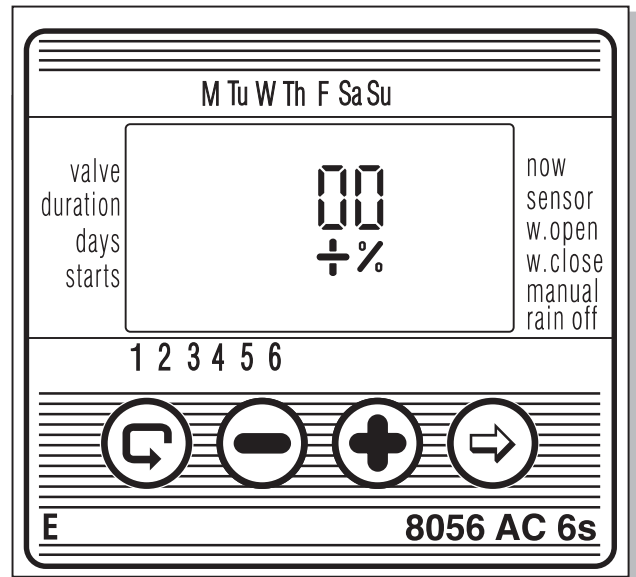 M Tu W Th F Sa Su
valve
duration
days
starts
00
÷%
now
sensor
w.open
w.close
manual
rain off
1 2 3 4 5 6
E
8056 AC 6s